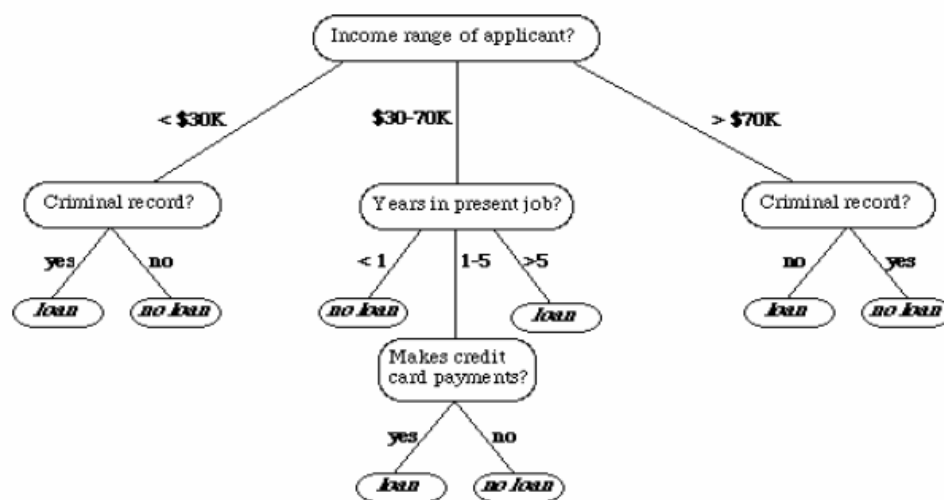 Income range of applicant?
< $30K
$30-70K
> $70K
Criminal record?
Years in present job?
Criminal record?
yes
no
< 1
1-5
>5
no
yes
loan
no loan
no loan
loan
loan
no loan
Makes credit
card payments?
yes
no
loan
no loan